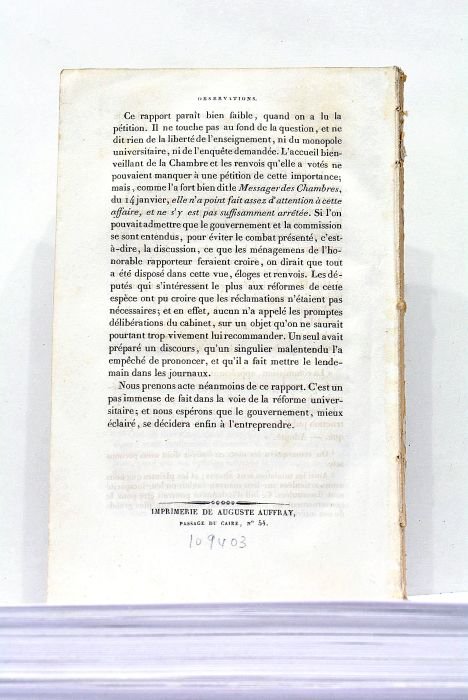 OBSERVATIONS.
Ce rapport paraît bien faible, quand on a lu la
pétition. Il ne touche pas au fond de la question, et ne
dit rien de la liberté de l'enseignement, ni du monopole
universitaire, ni de l'enquête demandée. L'accueil bien-
veillant de la Chambre et les renvois qu'elle a votés ne
pouvaient manquer à une pétition de cette importance;
mais, comme l'a fort bien dit le Messager des Chambres,
du 14 janvier, elle n'a point fait assez d'attention à cette
affaire, et ne s'y est pas suffisamment arrêtée. Si l'on
pouvait admettre que le gouvernement et la commission
se sont entendus, pour éviter le combat présenté, c'est-
à-dire, la discussion, ce que les ménagemens de l'ho-
norable rapporteur feraient croire, on dirait que tout
a été disposé dans cette vue, éloges et renvois. Les dé-
putés qui s'intéressent le plus aux réformes de cette
espèce ont pu croire que les réclamations n'étaient pas
nécessaires; et en effet, aucun n'a appelé les promptes
délibérations du cabinet, sur un objet qu'on ne saurait
pourtant trop vivement lui recommander. Un seul avait
préparé un discours, qu'un singulier malentendu l'a
empêché de prononcer, et qu'il a fait mettre le lende-
main dans les journaux.
Nous prenons acte néanmoins de ce rapport. C'est un
pas immense de fait dans la voie de la réforme univer-
sitaire; et nous espérons que le gouvernement, mieux
éclairé, se décidera enfin à l'entreprendre.
IMPRIMERIE DE AUGUSTE AUFFRAY,
PASSAGE DU CAIRE, N° 54.
109403